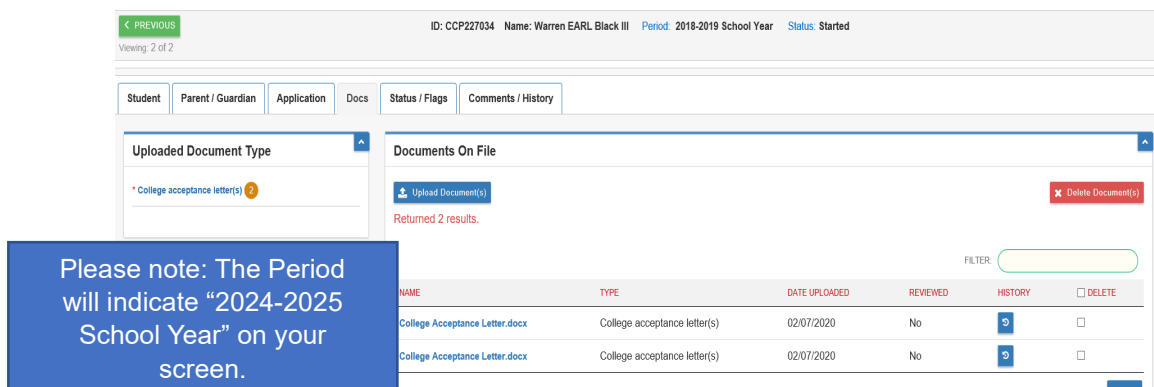 PREVIOUS
ID: CCP227034 Name: Warren EARL Black III Period: 2018-2019 School Year Status: Started
Viewing: 2 of 2
Student Parent / Guardian Application Docs Status / Flags Comments / History
Uploaded Document Type
* College acceptance letter(s) 2
Documents On File
Upload Document(s) Delete Document(s)
Returned 2 results.
FILTER:
NAME TYPE DATE UPLOADED REVIEWED HISTORY DELETE
College Acceptance Letter.docx College acceptance letter(s) 02/07/2020 No
College Acceptance Letter.docx College acceptance letter(s) 02/07/2020 No
Please note: The Period
will indicate “2024-2025
School Year” on your
screen.